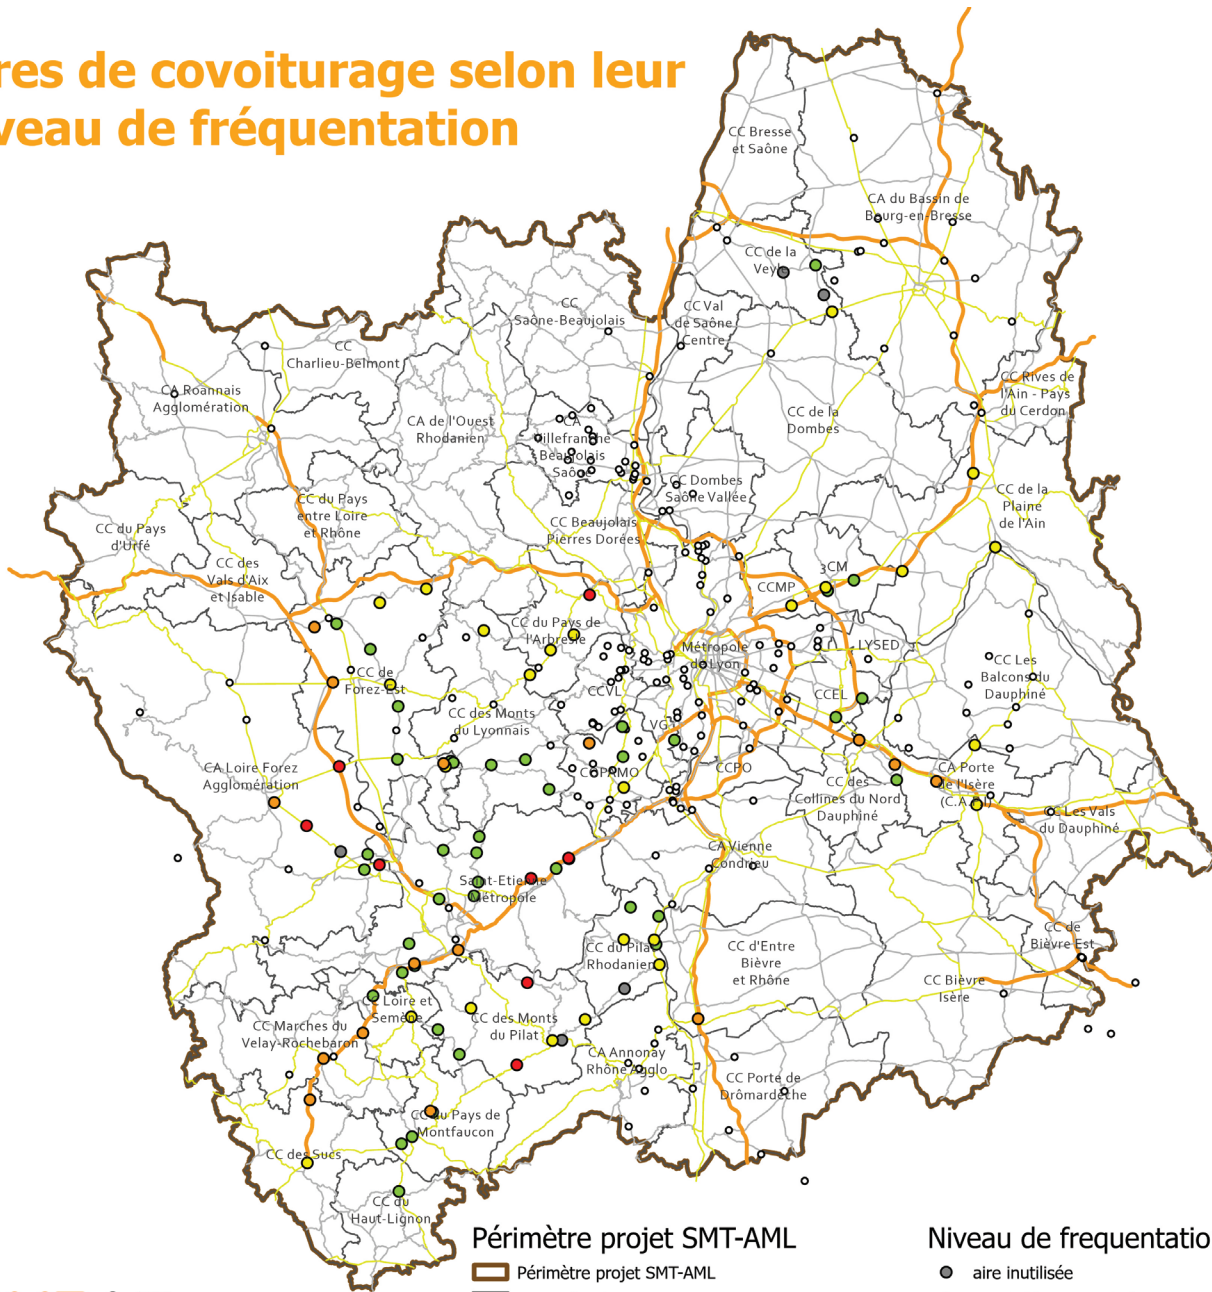 res de covoiturage selon leur
veau de fréquentation
CC Bresse
et Saône
CA du Bassin de
Bourg-en-Bresse
CC de la
Veyle
CC
Saône-Beaujolais
CC Val
de Saône
Centre
CC
Charlieu-Belmont
CA Roannais
Agglomération
CC Rives de
l'Ain - Pays
du Cerdon
CA de l'Ouest
Rhodanien
CA
Villefranche
Beaujolais
Saône
CC de la
Dombes
CC Dombes
Saône Vallée
CC du Pays
entre Loire
et Rhône
CC de la
Plaine
de l'Ain
CC du Pays
d'Urfé
CC Beaujolais
Pierres Dorées
CC des
Vals d'Aix
et Isable
3CM
CCMP
CC du Pays de
l'Arbresle
Métropole
de Lyon
LYSED
CC Les
Balcons du
Dauphiné
CC de
Forez-Est
CCVL
CCEL
CC des Monts
du Lyonnais
VG
CA Loire Forez
Agglomération
COPAMO
CCPO
CC des
Collines du Nord
Dauphiné
CA Porte
de l'Isère
(C.A.P.I)
CC Les Vals
du Dauphiné
CA Vienne
Condrieu
Saint-Etienne
Métropole
CC du Pilat
Rhodanien
CC d'Entre
Bièvre
et Rhône
CC de
Bièvre Est
CC Bièvre
Isère
Loire et
Semène
CC Marches du
Velay-Rochebaron
CC des Monts
du Pilat
CA Annonay
Rhône Agglo
CC Porte de
Drômardèche
CC du Pays de
Montfaucon
CC des Sucs
CC du
Haut-Lignon
Périmètre projet SMT-AML
Périmètre projet SMT-AML
Niveau de frequentatio
aire inutilisée